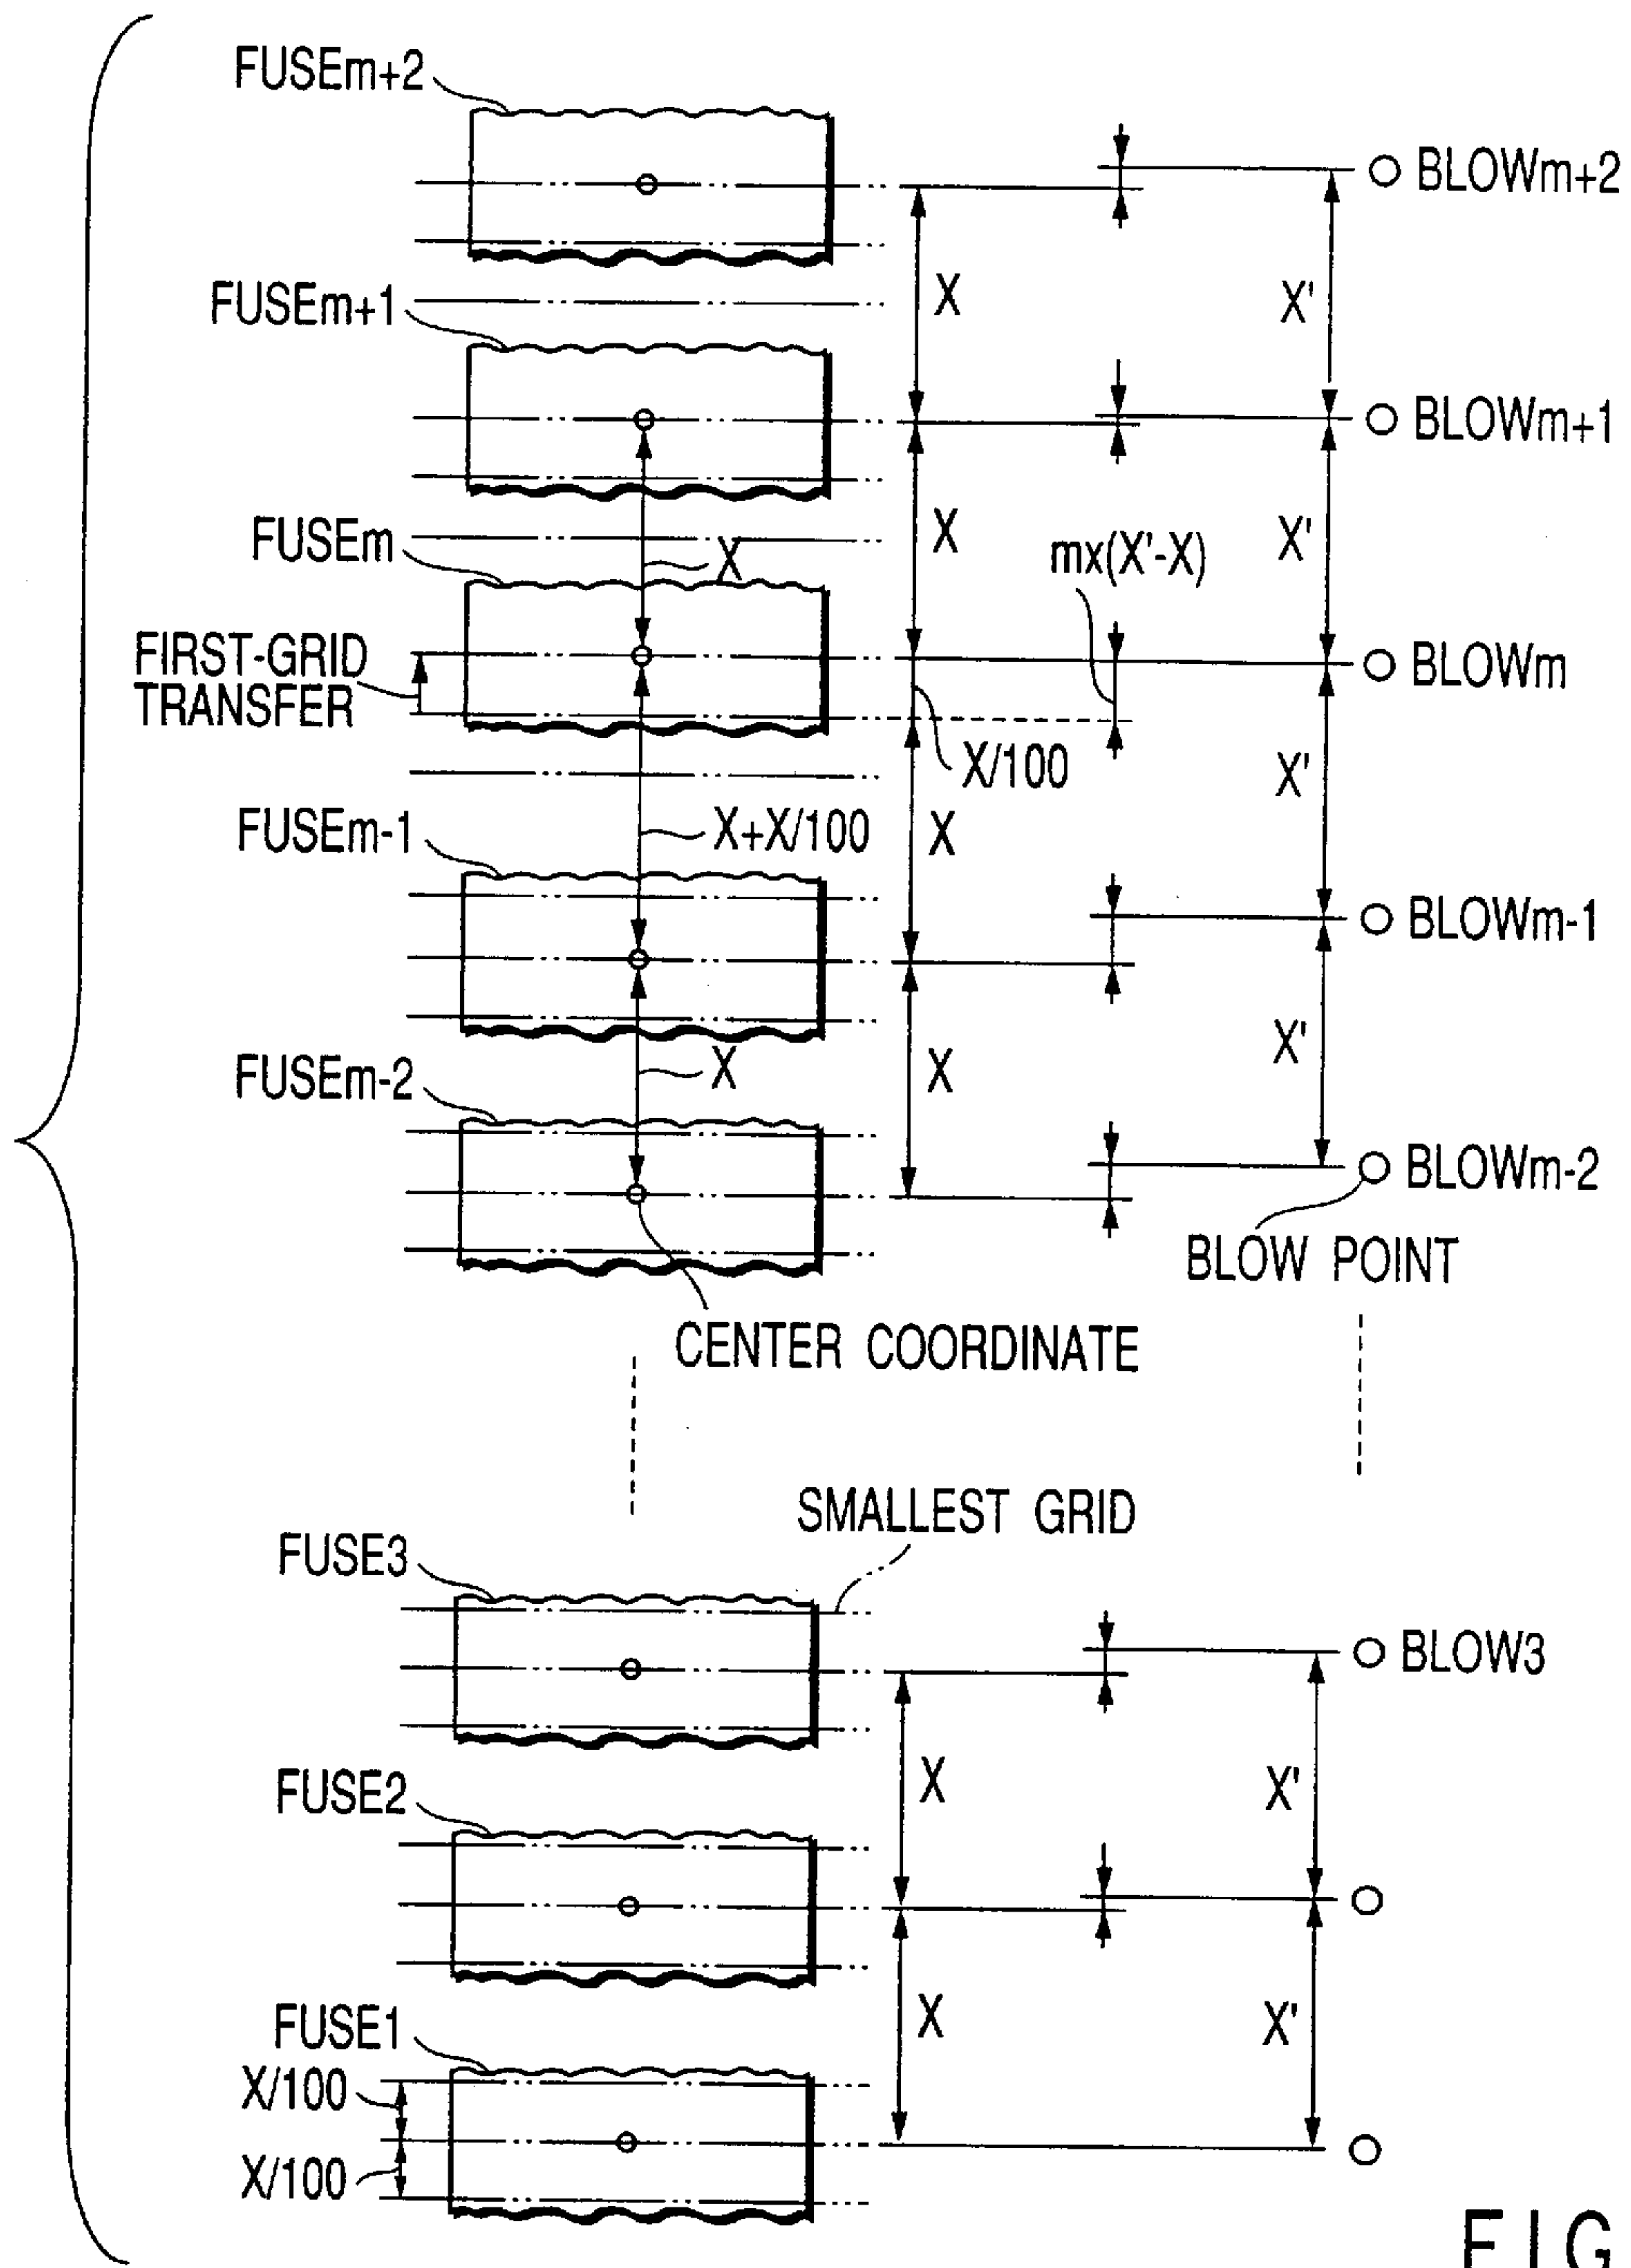 FUSEm+2
BLOWm+2
X
X'
FUSEm+1
BLOWm+1
X
X'
FUSEm
X
mx(X'-X)
FIRST-GRID
TRANSFER
BLOWm
X/100
X'
FUSEm-1
X+X/100
X
BLOWm-1
X'
FUSEm-2
X
X
BLOWm-2
BLOW POINT
CENTER COORDINATE
SMALLEST GRID
FUSE3
BLOW3
X
X'
FUSE2
X
X'
FUSE1
X/100
X/100
FIG